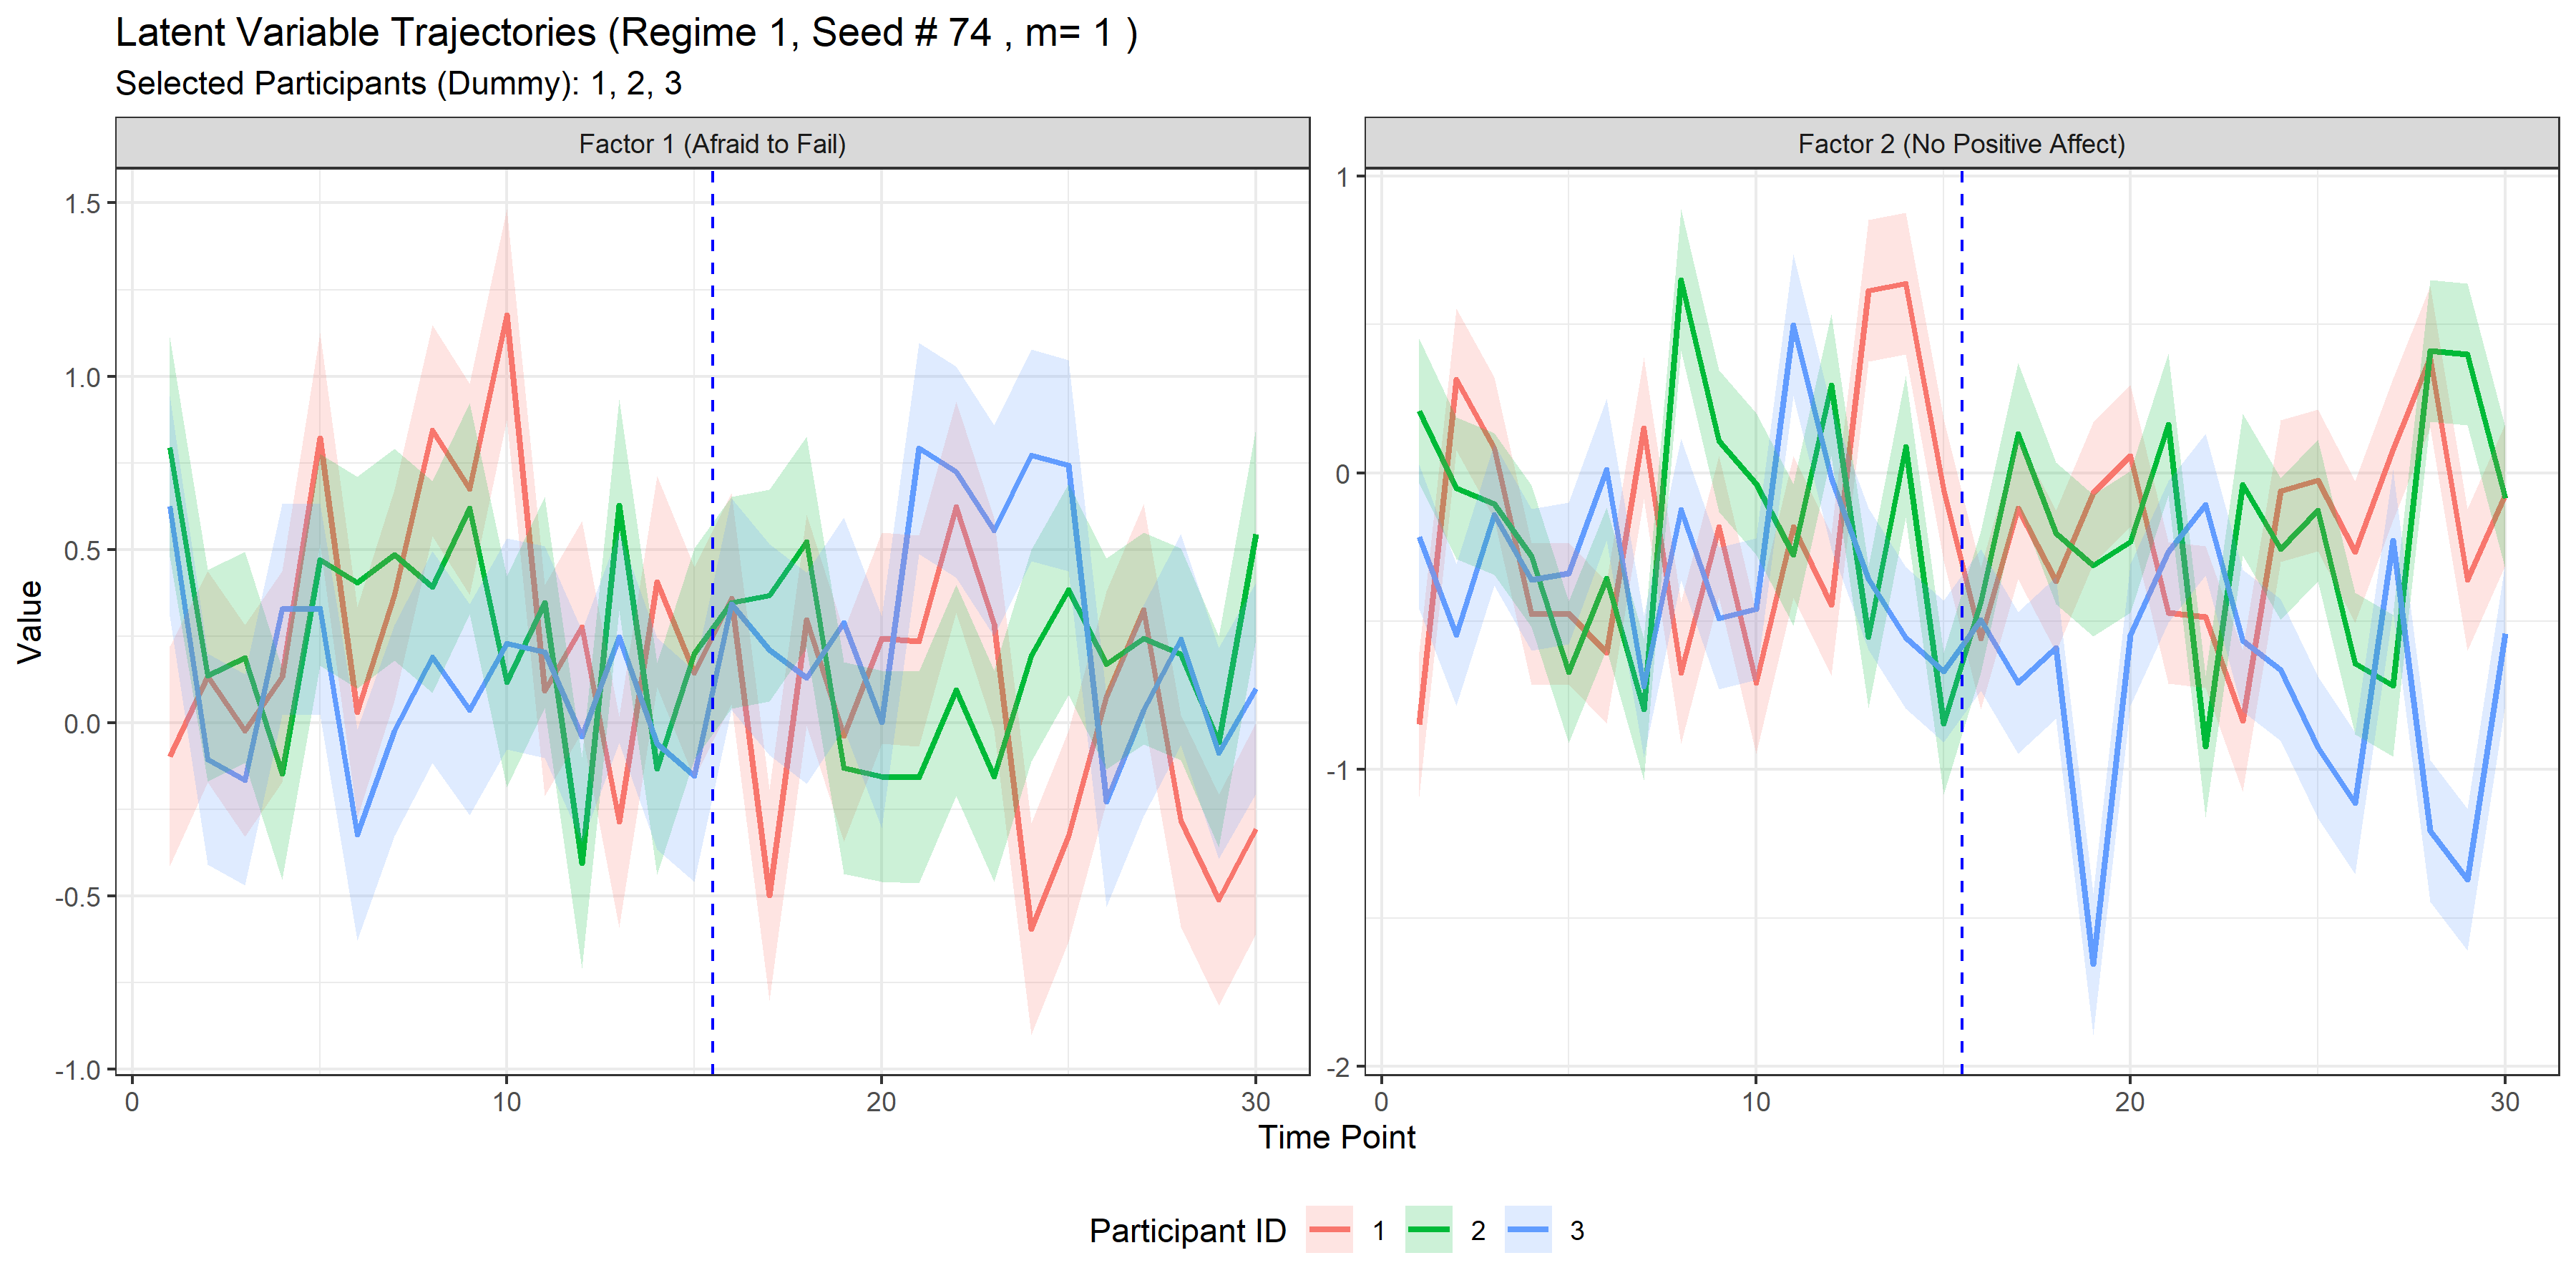 Latent Variable Trajectories (Regime 1, Seed # 74 , m= 1 )
Selected Participants (Dummy): 1, 2, 3
Factor 1 (Afraid to Fail)
Factor 2 (No Positive Affect)
Value
1.5
1.0
0.5
0.0
-0.5
-1.0
1
0
-1
-2
0 10 20 30
0 10 20 30
Time Point
Participant ID 1 2 3